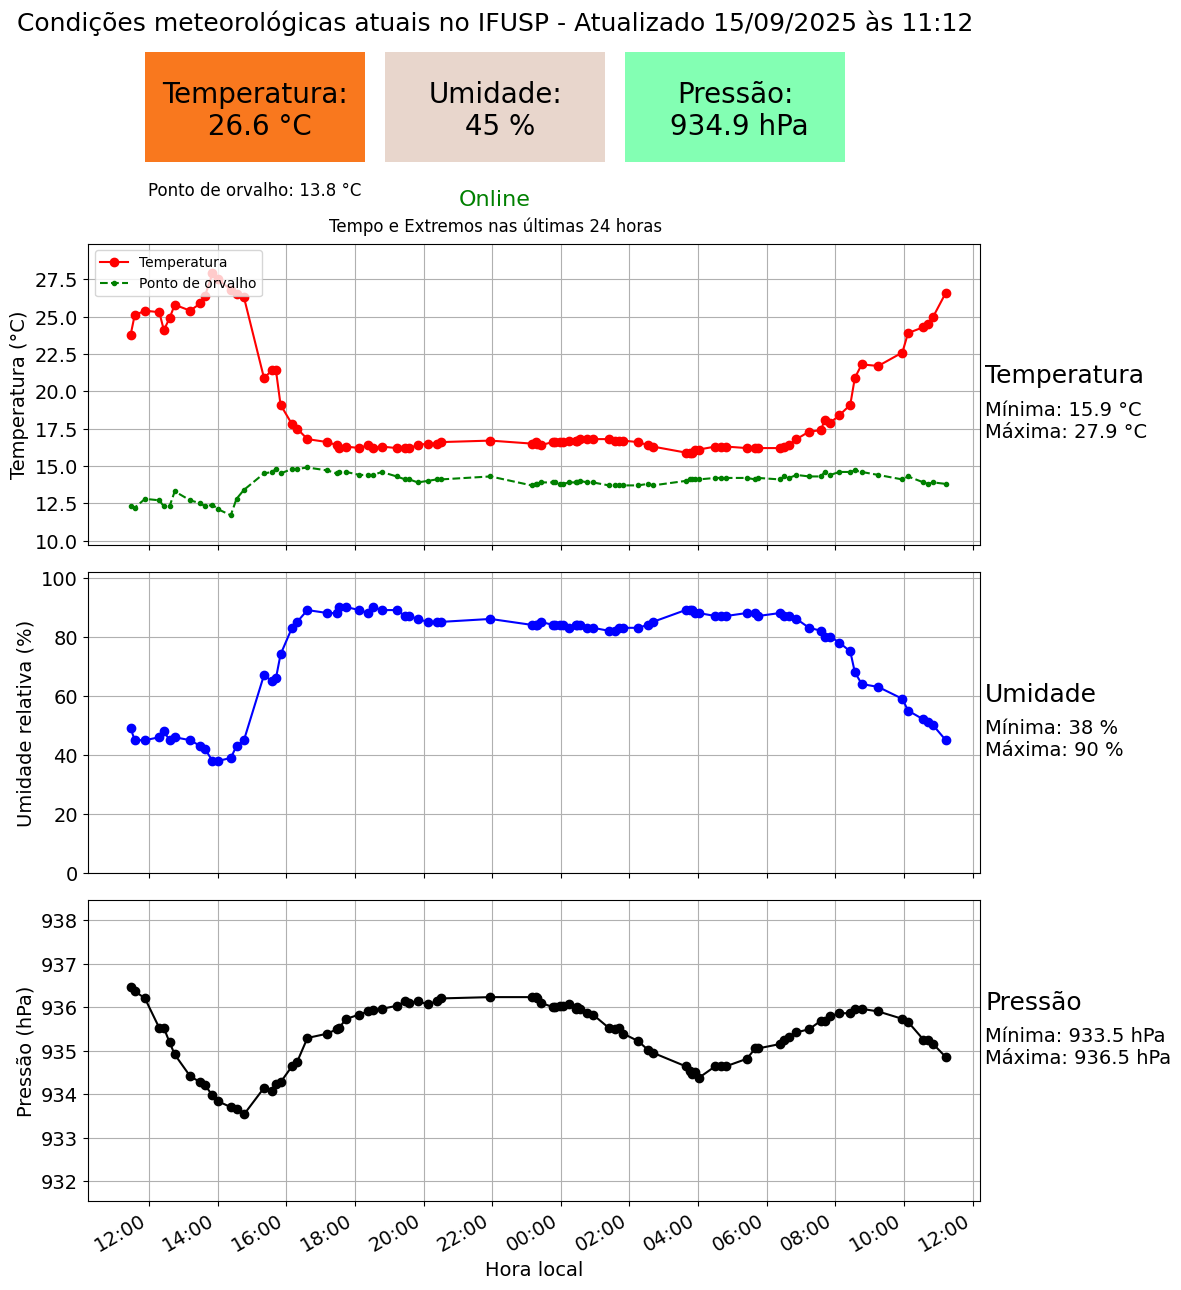 Condições meteorológicas atuais no IFUSP - Atualizado 15/09/2025 às 11:12
Temperatura:
26.6 °C
Umidade:
45 %
Pressão:
934.9 hPa
Ponto de orvalho: 13.8 °C
Online
Tempo e Extremos nas últimas 24 horas
Temperatura
Ponto de orvalho
Temperatura (°C)
27.5
25.0
22.5
20.0
17.5
15.0
12.5
10.0
Temperatura
Mínima: 15.9 °C
Máxima: 27.9 °C
Umidade relativa (%)
100
80
60
40
20
0
Umidade
Mínima: 38 %
Máxima: 90 %
Pressão (hPa)
938
937
936
935
934
933
932
Pressão
Mínima: 933.5 hPa
Máxima: 936.5 hPa
12:00 14:00 16:00 18:00 20:00 22:00 00:00 02:00 04:00 06:00 08:00 10:00 12:00
Hora local